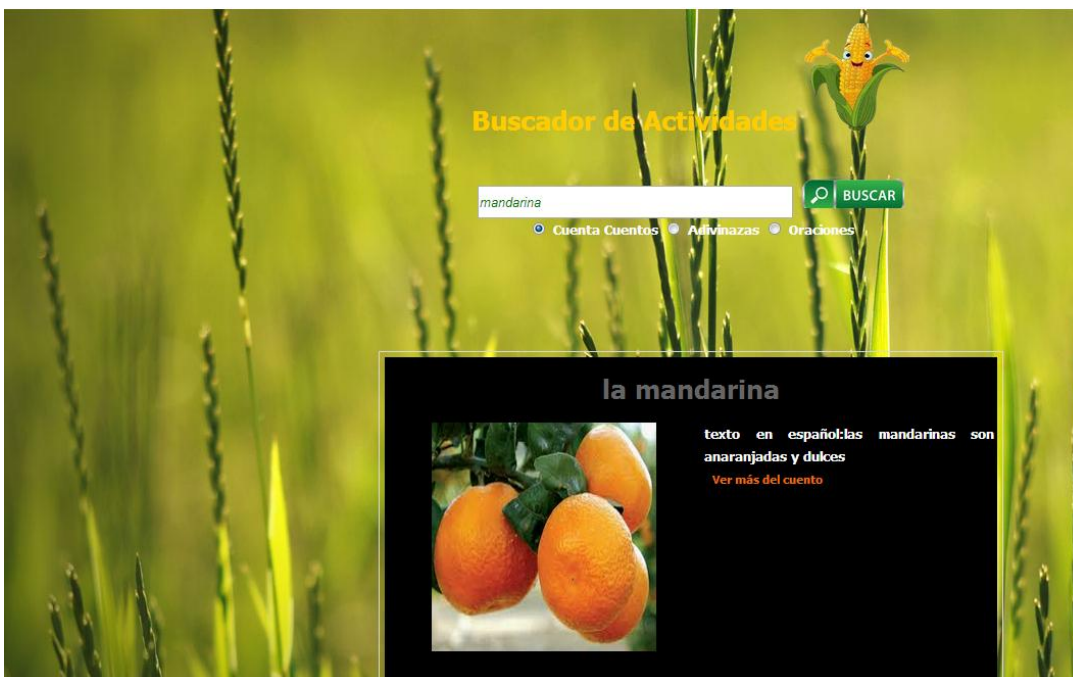 Buscador de Actividades
mandarina
BUSCAR
Cuenta Cuentos Adivinazas Oraciones
la mandarina
texto en español:las mandarinas son
anaranjadas y dulces
Ver más del cuento